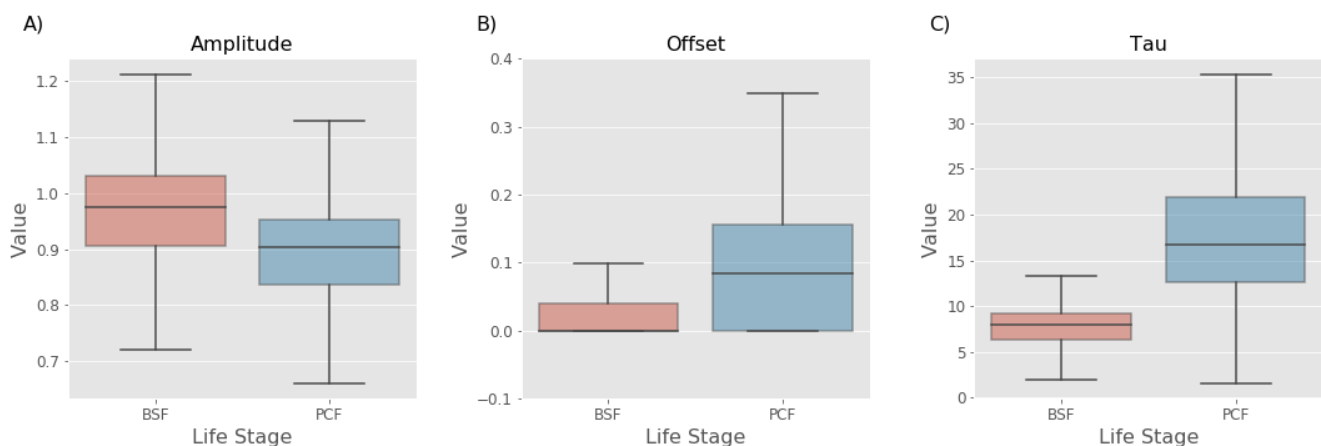 A)
Amplitude
Value
1.2
1.1
1.0
0.9
0.8
0.7
BSF
PCF
Life Stage
B)
Offset
Value
0.4
0.3
0.2
0.1
0.0
−0.1
BSF
PCF
Life Stage
C)
Tau
Value
35
30
25
20
15
10
5
0
BSF
PCF
Life Stage